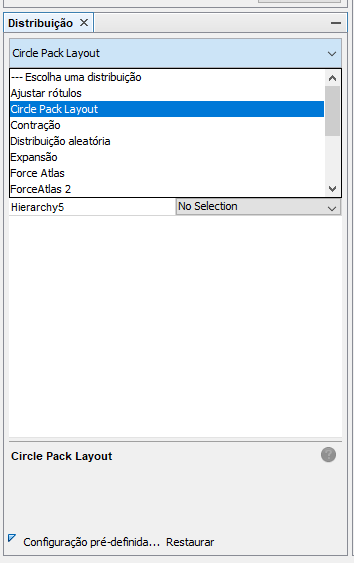 Distribuição
Circle Pack Layout
--- Escolha uma distribuição
Ajustar rótulos
Circle Pack Layout
Contração
Distribuição aleatória
Expansão
Force Atlas
ForceAtlas 2
Hierarchy5 No Selection
Circle Pack Layout
Configuração pré-definida... Restaurar